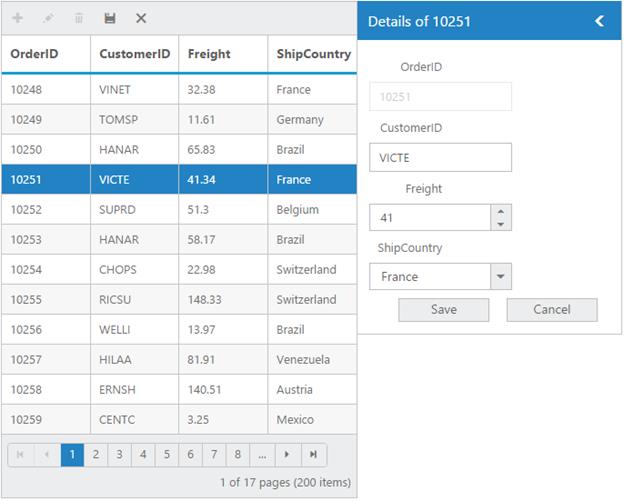 OrderID CustomerID Freight ShipCountry
10248 VINET 32.38 France
10249 TOMSP 11.61 Germany
10250 HANAR 65.83 Brazil
10251 VICTE 41.34 France
10252 SUPRD 51.3 Belgium
10253 HANAR 58.17 Brazil
10254 CHOPS 22.98 Switzerland
10255 RICSU 148.33 Switzerland
10256 WELLI 13.97 Brazil
10257 HILAA 81.91 Venezuela
10258 ERNSH 140.51 Austria
10259 CENTC 3.25 Mexico
1 2 3 4 5 6 7 8 ...
1 of 17 pages (200 items)
Details of 10251
OrderID
10251
CustomerID
VICTE
Freight
41
ShipCountry
France
Save Cancel